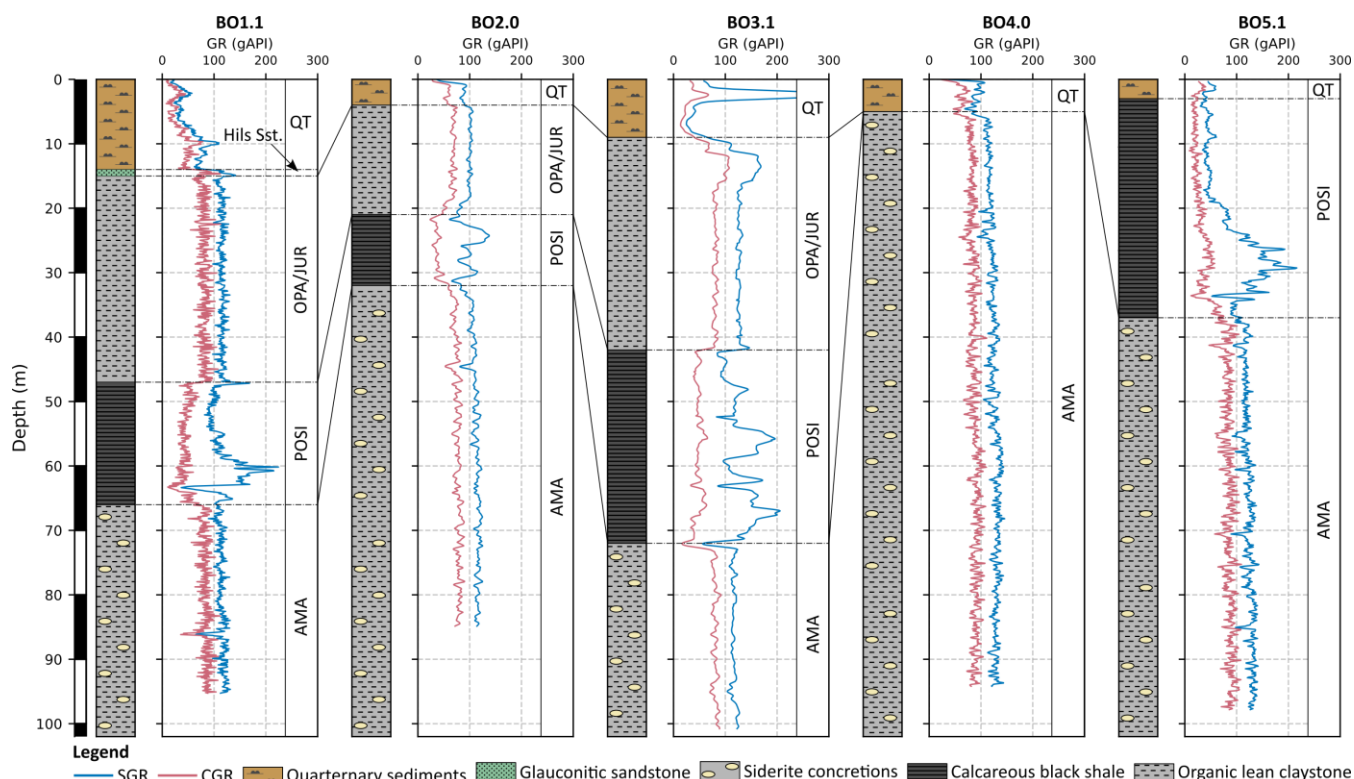 BO1.1 BO2.0 BO3.1 BO4.0 BO5.1
GR (gAPI) GR (gAPI) GR (gAPI) GR (gAPI) GR (gAPI)
0 100 200 300 0 100 200 300 0 100 200 300 0 100 200 300 0 100 200 300
Depth (m)
0
10
20
30
40
50
60
70
80
90
100
QT
Hils Sst.
OPA/JUR
POSI
AMA
QT
OPA/JUR
POSI
AMA
QT
OPA/JUR
POSI
AMA
QT
AMA
QT
POSI
AMA
Legend
SGR CGR Quarternary sediments Glauconitic sandstone Siderite concretions Calcareous black shale Organic lean claystone